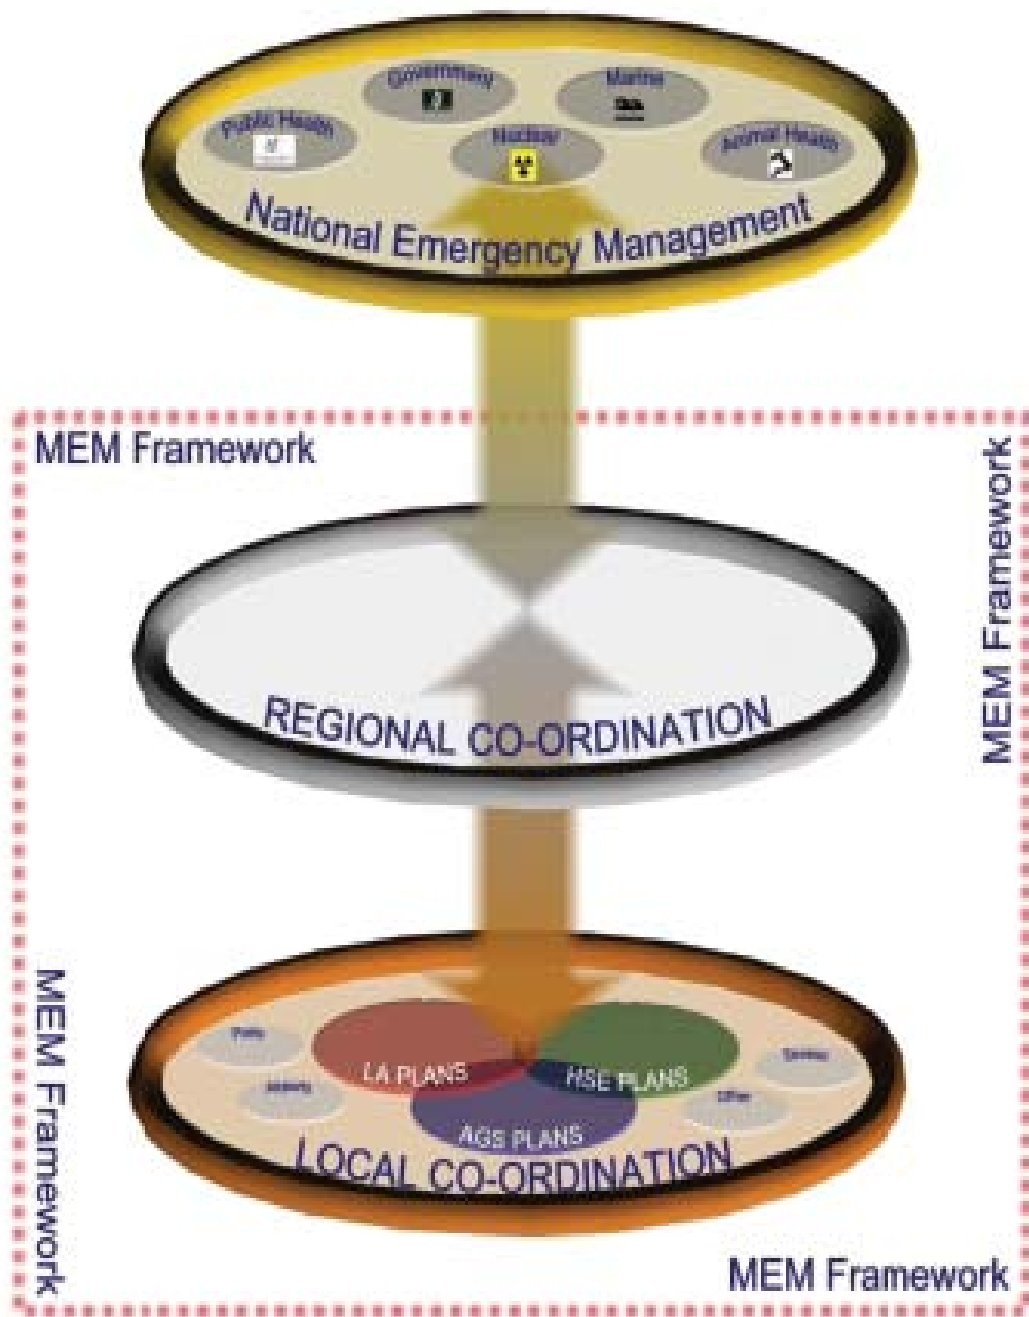 Government
Marine
Public Health
Nuclear
Animal Health
National Emergency Management
MEM Framework
MEM Framework
REGIONAL CO-ORDINATION
MEM Framework
LA PLANS
HSE PLANS
AGS PLANS
LOCAL CO-ORDINATION
MEM Framework